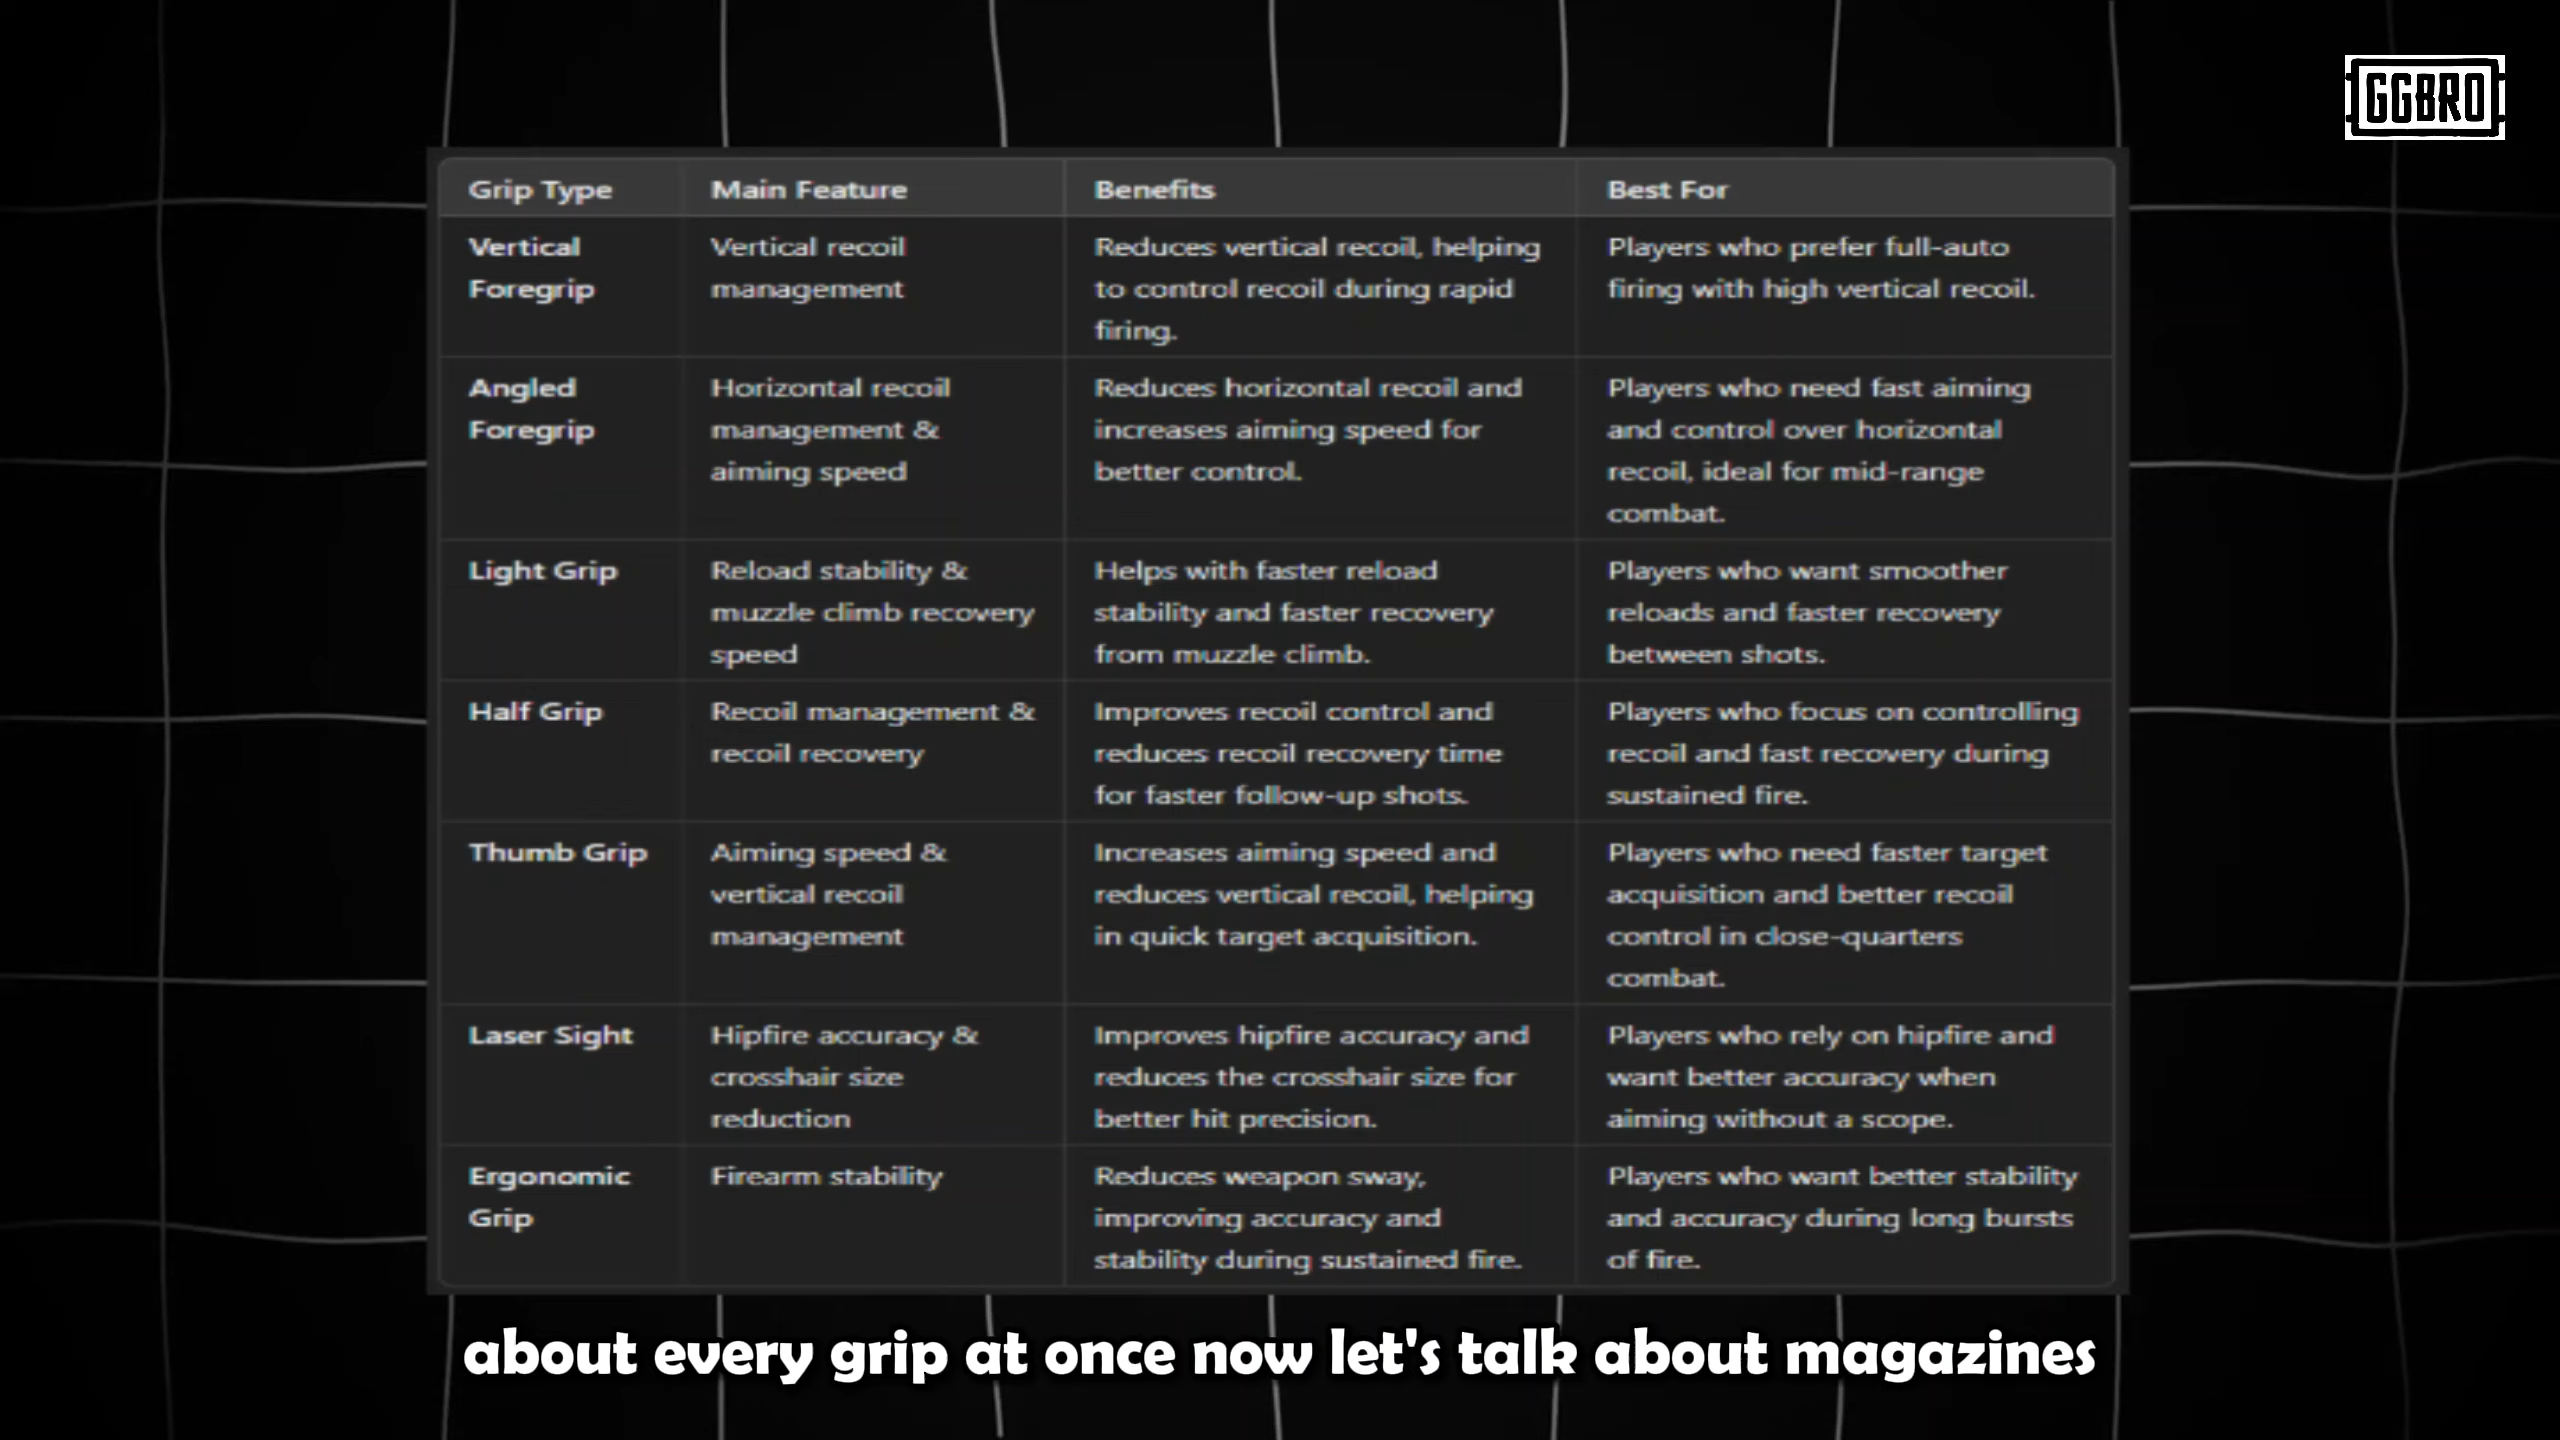 GGBRO
Grip Type Main Feature Benefits Best For
Vertical Foregrip
Vertical recoil management
Reduces vertical recoil, helping
to control recoil during rapid
firing.
Players who prefer full-auto
firing with high vertical recoil.
Angled
Foregrip
Horizontal recoil
management &
aiming speed
Reduces horizontal recoil and
increases aiming speed for
better control.
Players who need fast aiming
and control over horizontal
recoil, ideal for mid-range
combat.
Light Grip
Reload stability &
muzzle climb recovery
speed
Helps with faster reload
stability and faster recovery
from muzzle climb.
Players who want smoother
reloads and faster recovery
between shots.
Half Grip
Recoil management &
recoil recovery
Improves recoil control and
reduces recoil recovery time
for faster follow-up shots.
Players who focus on controlling
recoil and fast recovery during
sustained fire.
Thumb Grip
Aiming speed &
vertical recoil
management
Increases aiming speed and
reduces vertical recoil, helping
in quick target acquisition.
Players who need faster target
acquisition and better recoil
control in close-quarters
combat.
Laser Sight
Hipfire accuracy &
crosshair size
reduction
Improves hipfire accuracy and
reduces the crosshair size for
better hit precision.
Players who rely on hipfire and
want better accuracy when
aiming without a scope.
Ergonomic
Grip
Firearm stability
Reduces weapon sway,
improving accuracy and
stability during sustained fire.
Players who want better stability
and accuracy during long bursts
of fire.
about every grip at once now let's talk about magazines